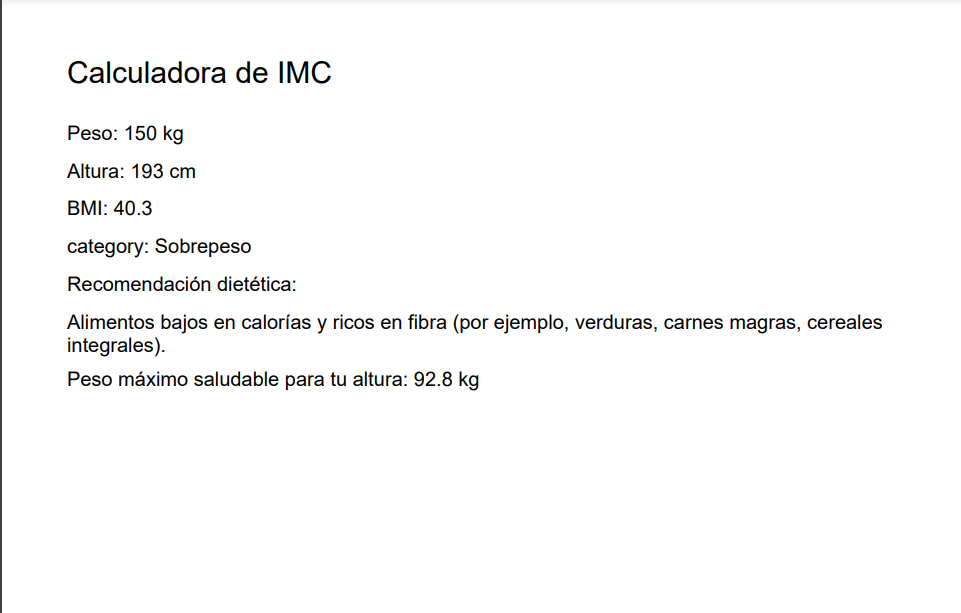 Calculadora de IMC
Peso: 150 kg
Altura: 193 cm
BMI: 40.3
category: Sobrepeso
Recomendación dietética:
Alimentos bajos en calorías y ricos en fibra (por ejemplo, verduras, carnes magras, cereales
integrales).
Peso máximo saludable para tu altura: 92.8 kg